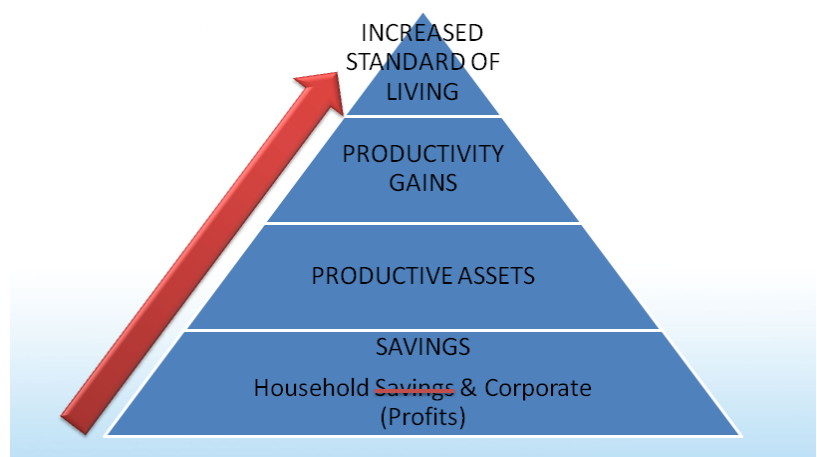 INCREASED
STANDARD OF
LIVING
PRODUCTIVITY
GAINS
PRODUCTIVE ASSETS
SAVINGS
Household Savings & Corporate
(Profits)